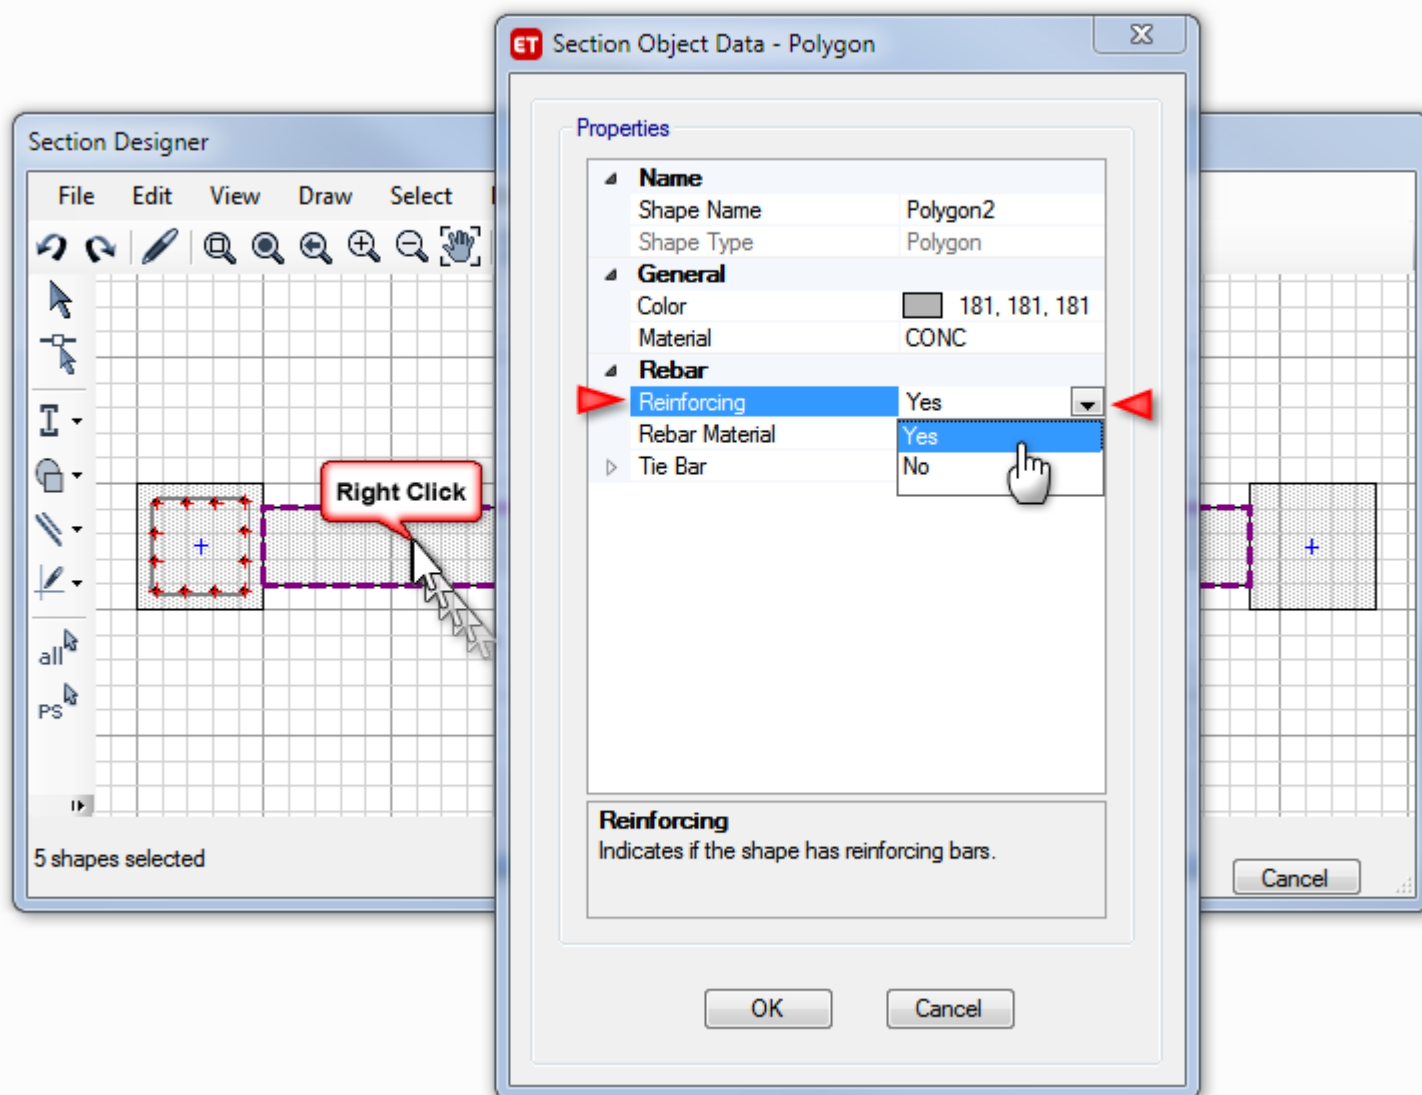 ET Section Object Data - Polygon
Section Designer
File Edit View Draw Select
Properties
Name
Shape Name Polygon2
Shape Type Polygon
General
Color 181, 181, 181
Material CONC
Rebar
Reinforcing Yes
Rebar Material Yes
Tie Bar No
Right Click
all
PS
Reinforcing
Indicates if the shape has reinforcing bars.
5 shapes selected
Cancel
OK Cancel